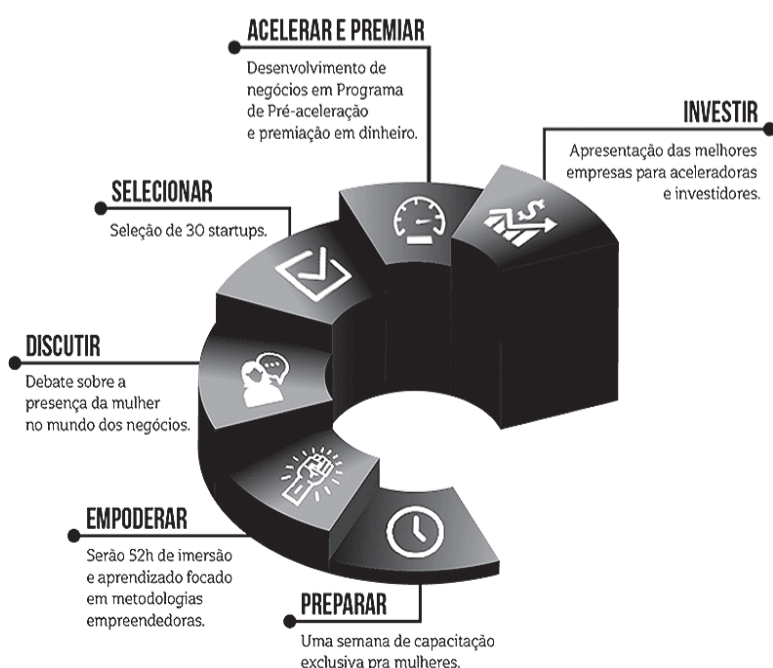 ACELERAR E PREMIAR
Desenvolvimento de
negócios em Programa
de Pré-aceleração
e premiação em dinheiro.
INVESTIR
Apresentação das melhores
empresas para aceleradoras
e investidores.
SELECIONAR
Seleção de 30 startups.
DISCUTIR
Debate sobre a
presença da mulher
no mundo dos negócios.
EMPODERAR
Serão 52h de imersão
e aprendizado focado
em metodologias
empreendedoras.
PREPARAR
Uma semana de capacitação
exclusiva pra mulheres.